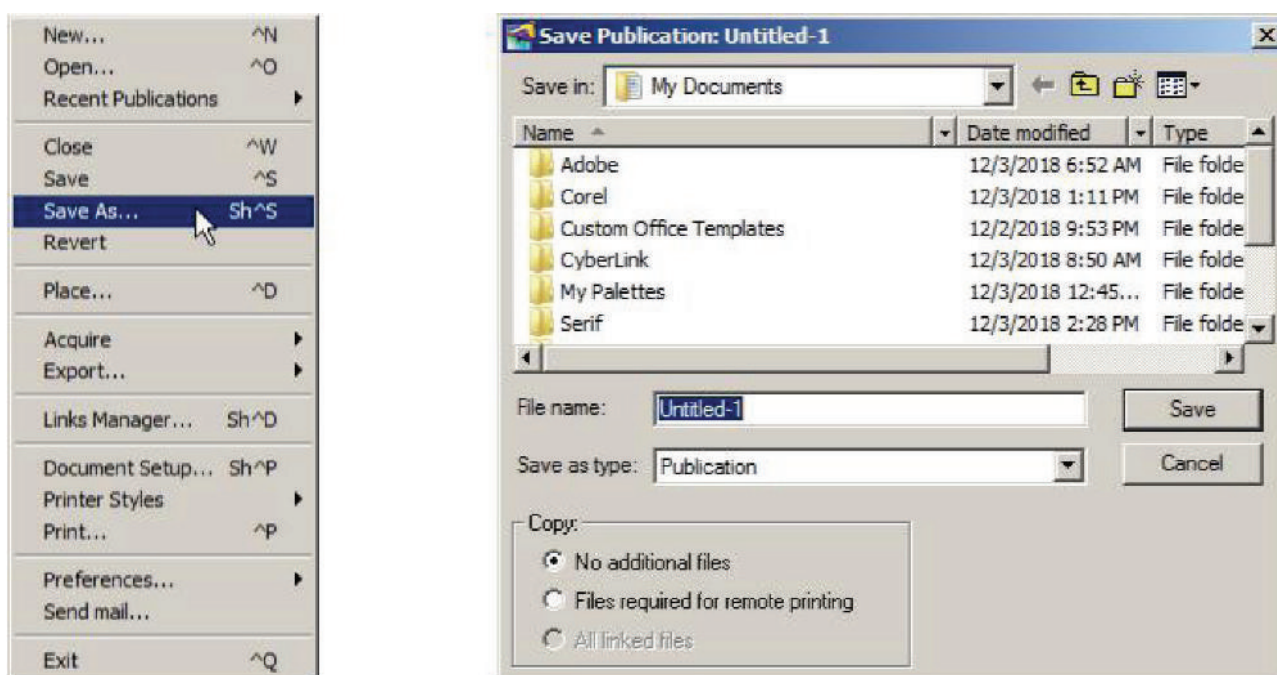 New... ^N
Open... ^O
Recent Publications
Close ^W
Save ^S
Save As... Sh^S
Revert
Place... ^D
Acquire
Export...
Links Manager... Sh^D
Document Setup... Sh^P
Printer Styles
Print... ^P
Preferences...
Send mail...
Exit ^Q
Save Publication: Untitled-1
Save in: My Documents
Name Date modified Type
Adobe 12/3/2018 6:52 AM File folde
Corel 12/3/2018 1:11 PM File folde
Custom Office Templates 12/2/2018 9:53 PM File folde
CyberLink 12/3/2018 8:50 AM File folde
My Palettes 12/3/2018 12:45... File folde
Serif 12/3/2018 2:28 PM File folde
File name: Untitled-1 Save
Save as type: Publication Cancel
Copy:
No additional files
Files required for remote printing
All linked files